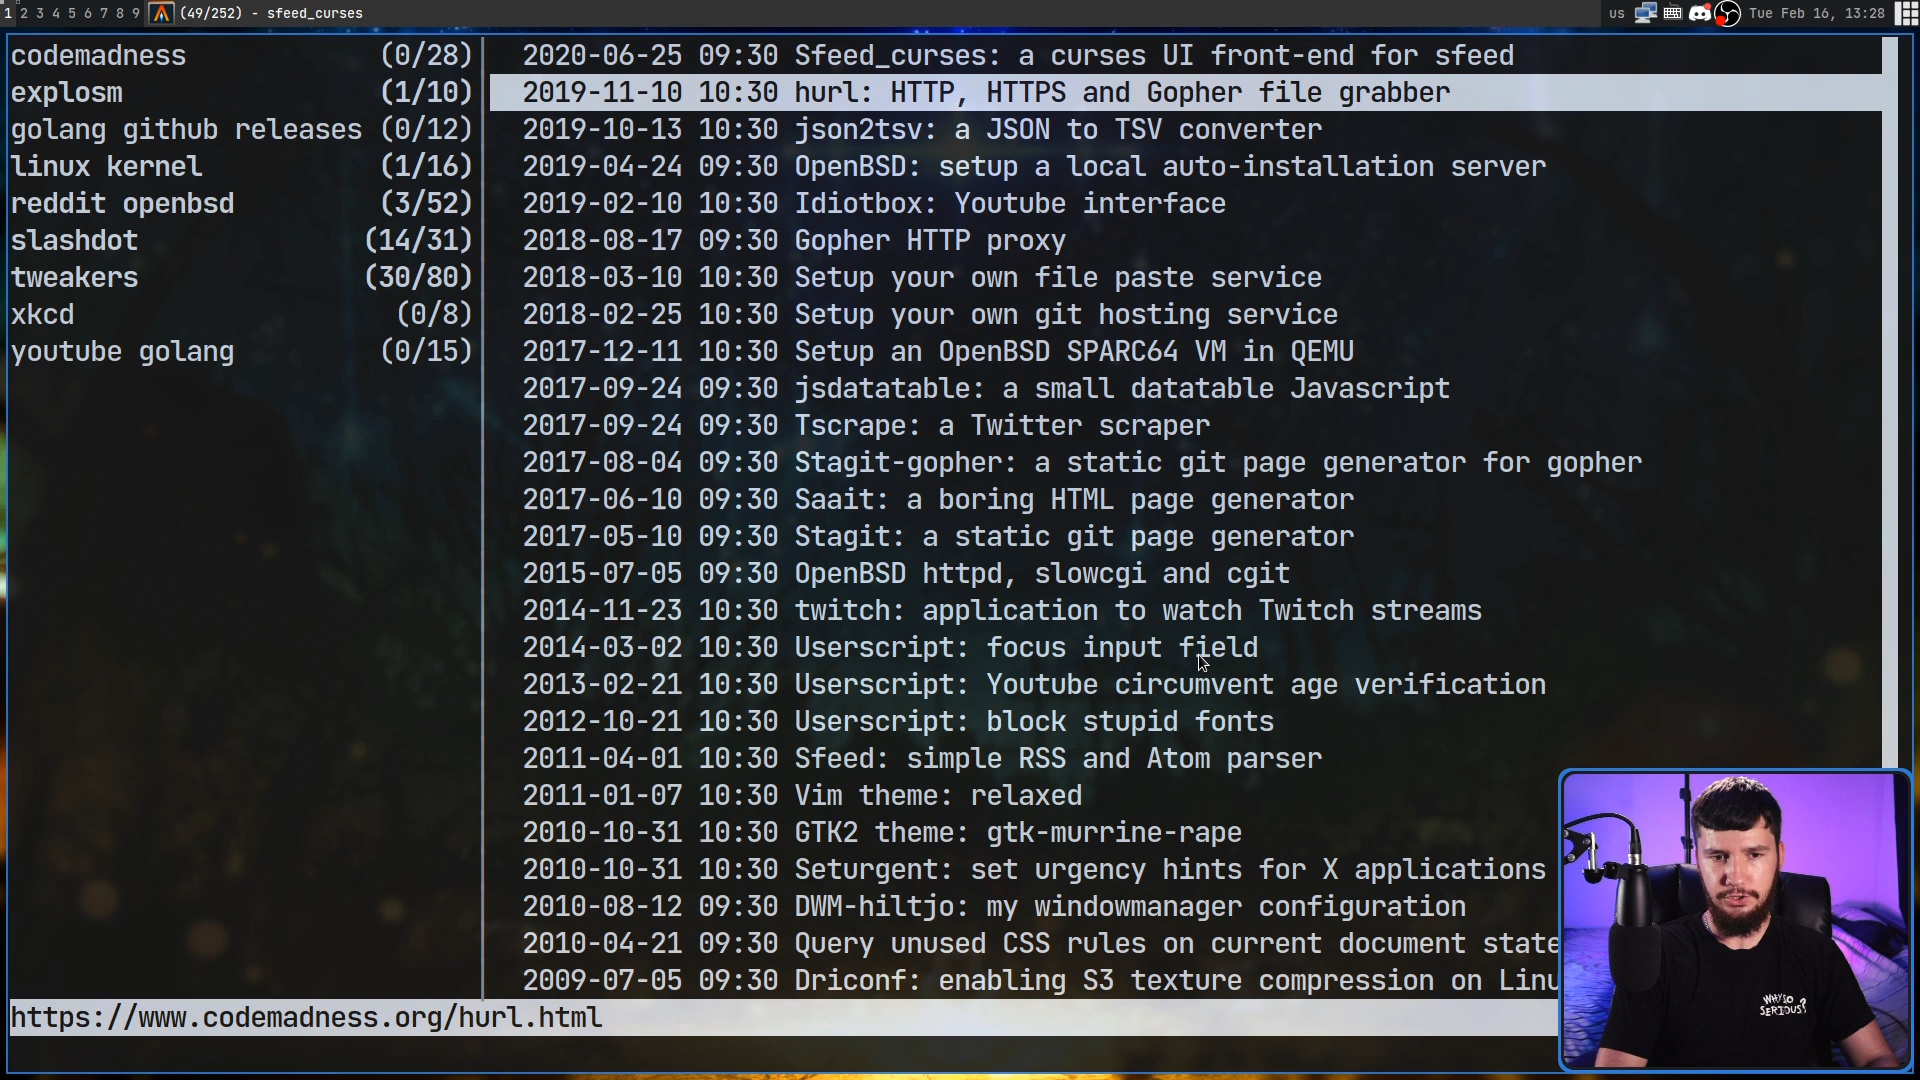 1 2 3 4 5 6 7 8 9 (49/252) - sfeed_curses us Tue Feb 16, 13:28
codemadness (0/28)
explosm (1/10)
golang github releases (0/12)
linux kernel (1/16)
reddit openbsd (3/52)
slashdot (14/31)
tweakers (30/80)
xkcd (0/8)
youtube golang (0/15)
2020-06-25 09:30 Sfeed_curses: a curses UI front-end for sfeed
2019-11-10 10:30 hurl: HTTP, HTTPS and Gopher file grabber
2019-10-13 10:30 json2tsv: a JSON to TSV converter
2019-04-24 09:30 OpenBSD: setup a local auto-installation server
2019-02-10 10:30 Idiotbox: Youtube interface
2018-08-17 09:30 Gopher HTTP proxy
2018-03-10 10:30 Setup your own file paste service
2018-02-25 10:30 Setup your own git hosting service
2017-12-11 10:30 Setup an OpenBSD SPARC64 VM in QEMU
2017-09-24 09:30 jsdatatable: a small datatable Javascript
2017-09-24 09:30 Tscrape: a Twitter scraper
2017-08-04 09:30 Stagit-gopher: a static git page generator for gopher
2017-06-10 09:30 Saait: a boring HTML page generator
2017-05-10 09:30 Stagit: a static git page generator
2015-07-05 09:30 OpenBSD httpd, slowcgi and cgit
2014-11-23 10:30 twitch: application to watch Twitch streams
2014-03-02 10:30 Userscript: focus input field
2013-02-21 10:30 Userscript: Youtube circumvent age verification
2012-10-21 10:30 Userscript: block stupid fonts
2011-04-01 10:30 Sfeed: simple RSS and Atom parser
2011-01-07 10:30 Vim theme: relaxed
2010-10-31 10:30 GTK2 theme: gtk-murrine-rape
2010-10-31 10:30 Seturgent: set urgency hints for X applications
2010-08-12 09:30 DWM-hiltjo: my windowmanager configuration
2010-04-21 09:30 Query unused CSS rules on current document state
2009-07-05 09:30 Driconf: enabling S3 texture compression on Linu
https://www.codemadness.org/hurl.html
WHY SO
SERIOUS?